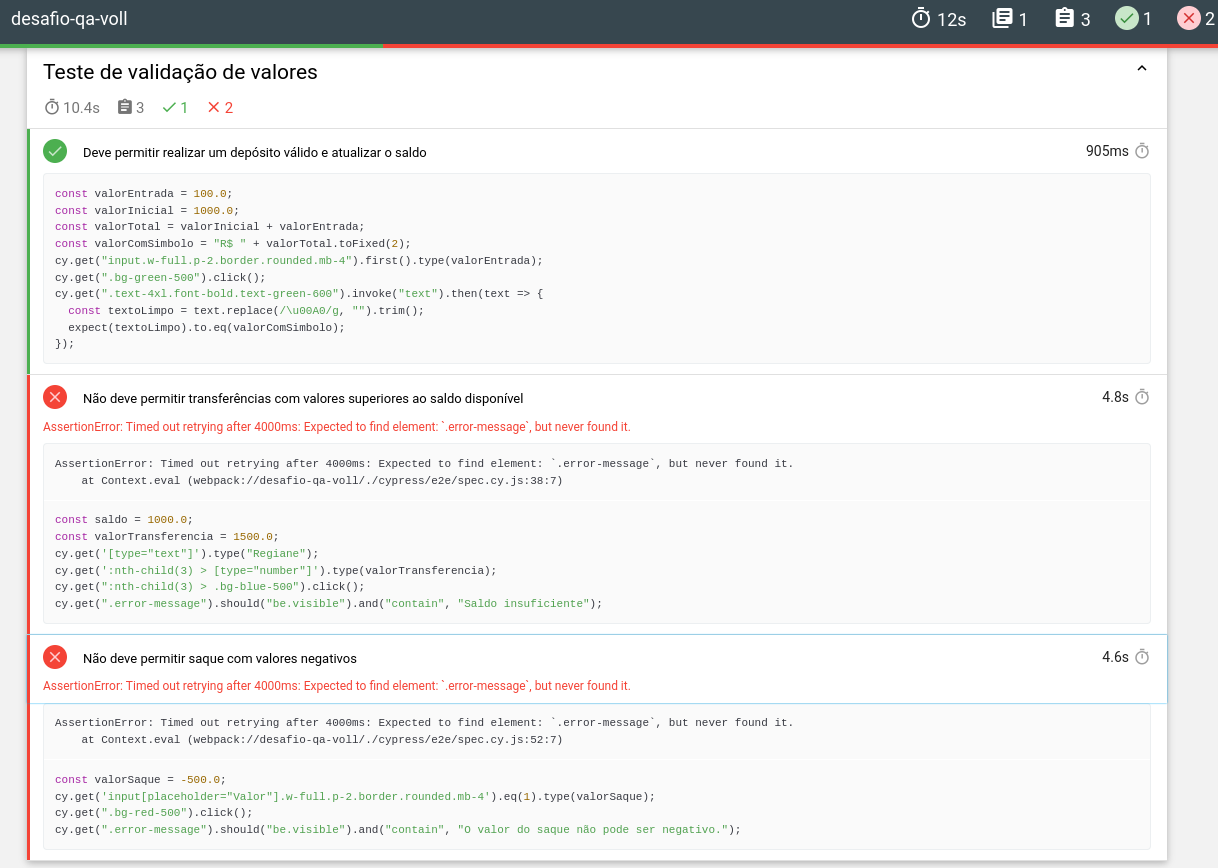 desafio-qa-voll
12s 1 3 1 2
Teste de validação de valores
10.4s 3 1 2
Deve permitir realizar um depósito válido e atualizar o saldo 905ms
const valorEntrada = 100.0;
const valorInicial = 1000.0;
const valorTotal = valorInicial + valorEntrada;
const valorComSimbolo = "R$ " + valorTotal.toFixed(2);
cy.get("input.w-full.p-2.border.rounded.mb-4").first().type(valorEntrada);
cy.get(".bg-green-500").click();
cy.get(".text-4xl.font-bold.text-green-600").invoke("text").then(text => {
  const textoLimpo = text.replace(/\u00A0/g, "").trim();
  expect(textoLimpo).to.eq(valorComSimbolo);
});
Não deve permitir transferências com valores superiores ao saldo disponível 4.8s
AssertionError: Timed out retrying after 4000ms: Expected to find element: `.error-message`, but never found it.
AssertionError: Timed out retrying after 4000ms: Expected to find element: `.error-message`, but never found it.
    at Context.eval (webpack://desafio-qa-voll/./cypress/e2e/spec.cy.js:38:7)
const saldo = 1000.0;
const valorTransferencia = 1500.0;
cy.get('[type="text"]').type("Regiane");
cy.get(':nth-child(3) > [type="number"]').type(valorTransferencia);
cy.get(":nth-child(3) > .bg-blue-500").click();
cy.get(".error-message").should("be.visible").and("contain", "Saldo insuficiente");
Não deve permitir saque com valores negativos 4.6s
AssertionError: Timed out retrying after 4000ms: Expected to find element: `.error-message`, but never found it.
AssertionError: Timed out retrying after 4000ms: Expected to find element: `.error-message`, but never found it.
    at Context.eval (webpack://desafio-qa-voll/./cypress/e2e/spec.cy.js:52:7)
const valorSaque = -500.0;
cy.get('input[placeholder="Valor"].w-full.p-2.border.rounded.mb-4').eq(1).type(valorSaque);
cy.get(".bg-red-500").click();
cy.get(".error-message").should("be.visible").and("contain", "O valor do saque não pode ser negativo.");